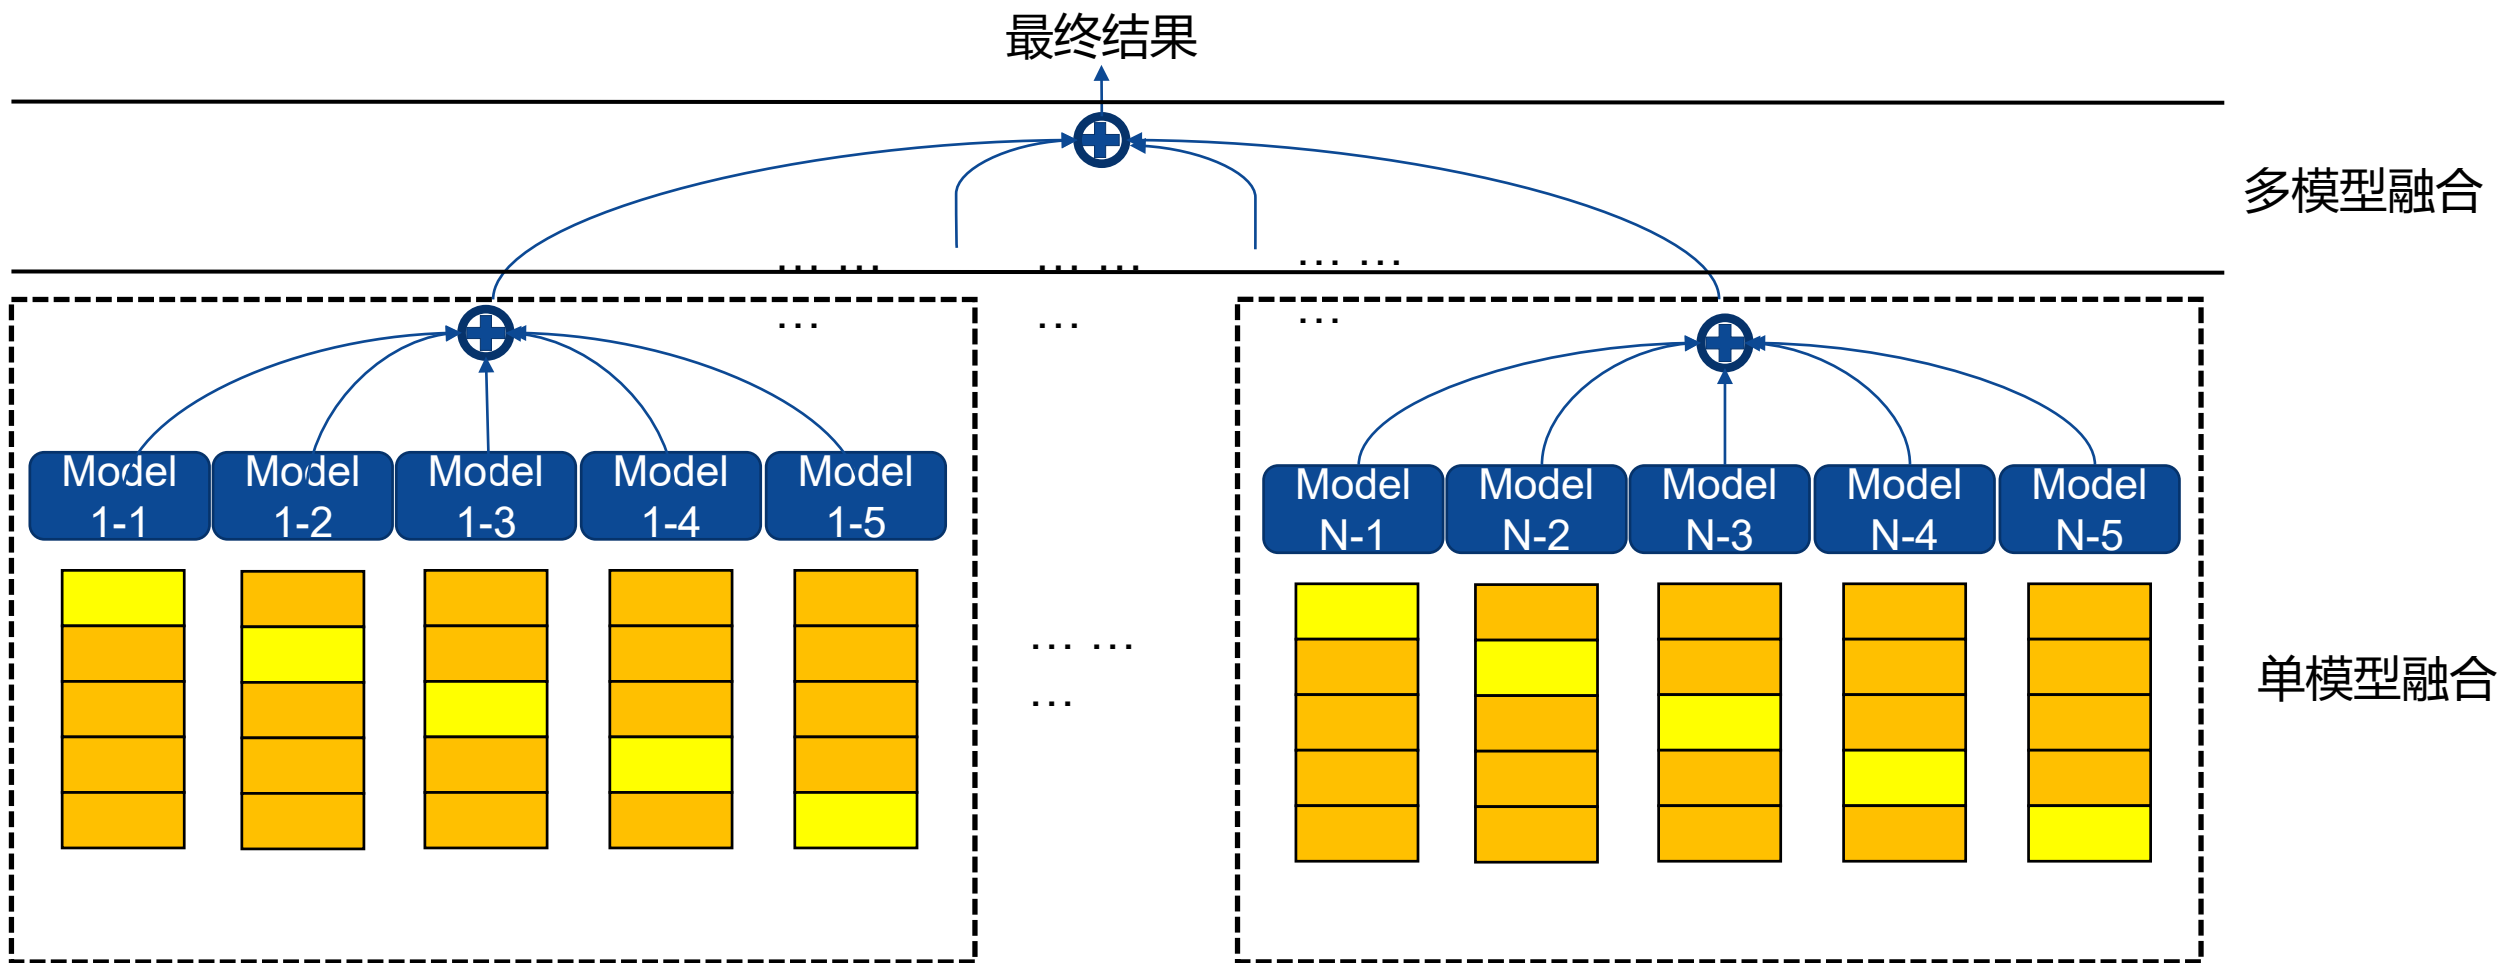 最终结果
多模型融合
… …
…
… …
…
… …
…
Model
1-1
Model
1-2
Model
1-3
Model
1-4
Model
1-5
Model
N-1
Model
N-2
Model
N-3
Model
N-4
Model
N-5
… …
…
单模型融合